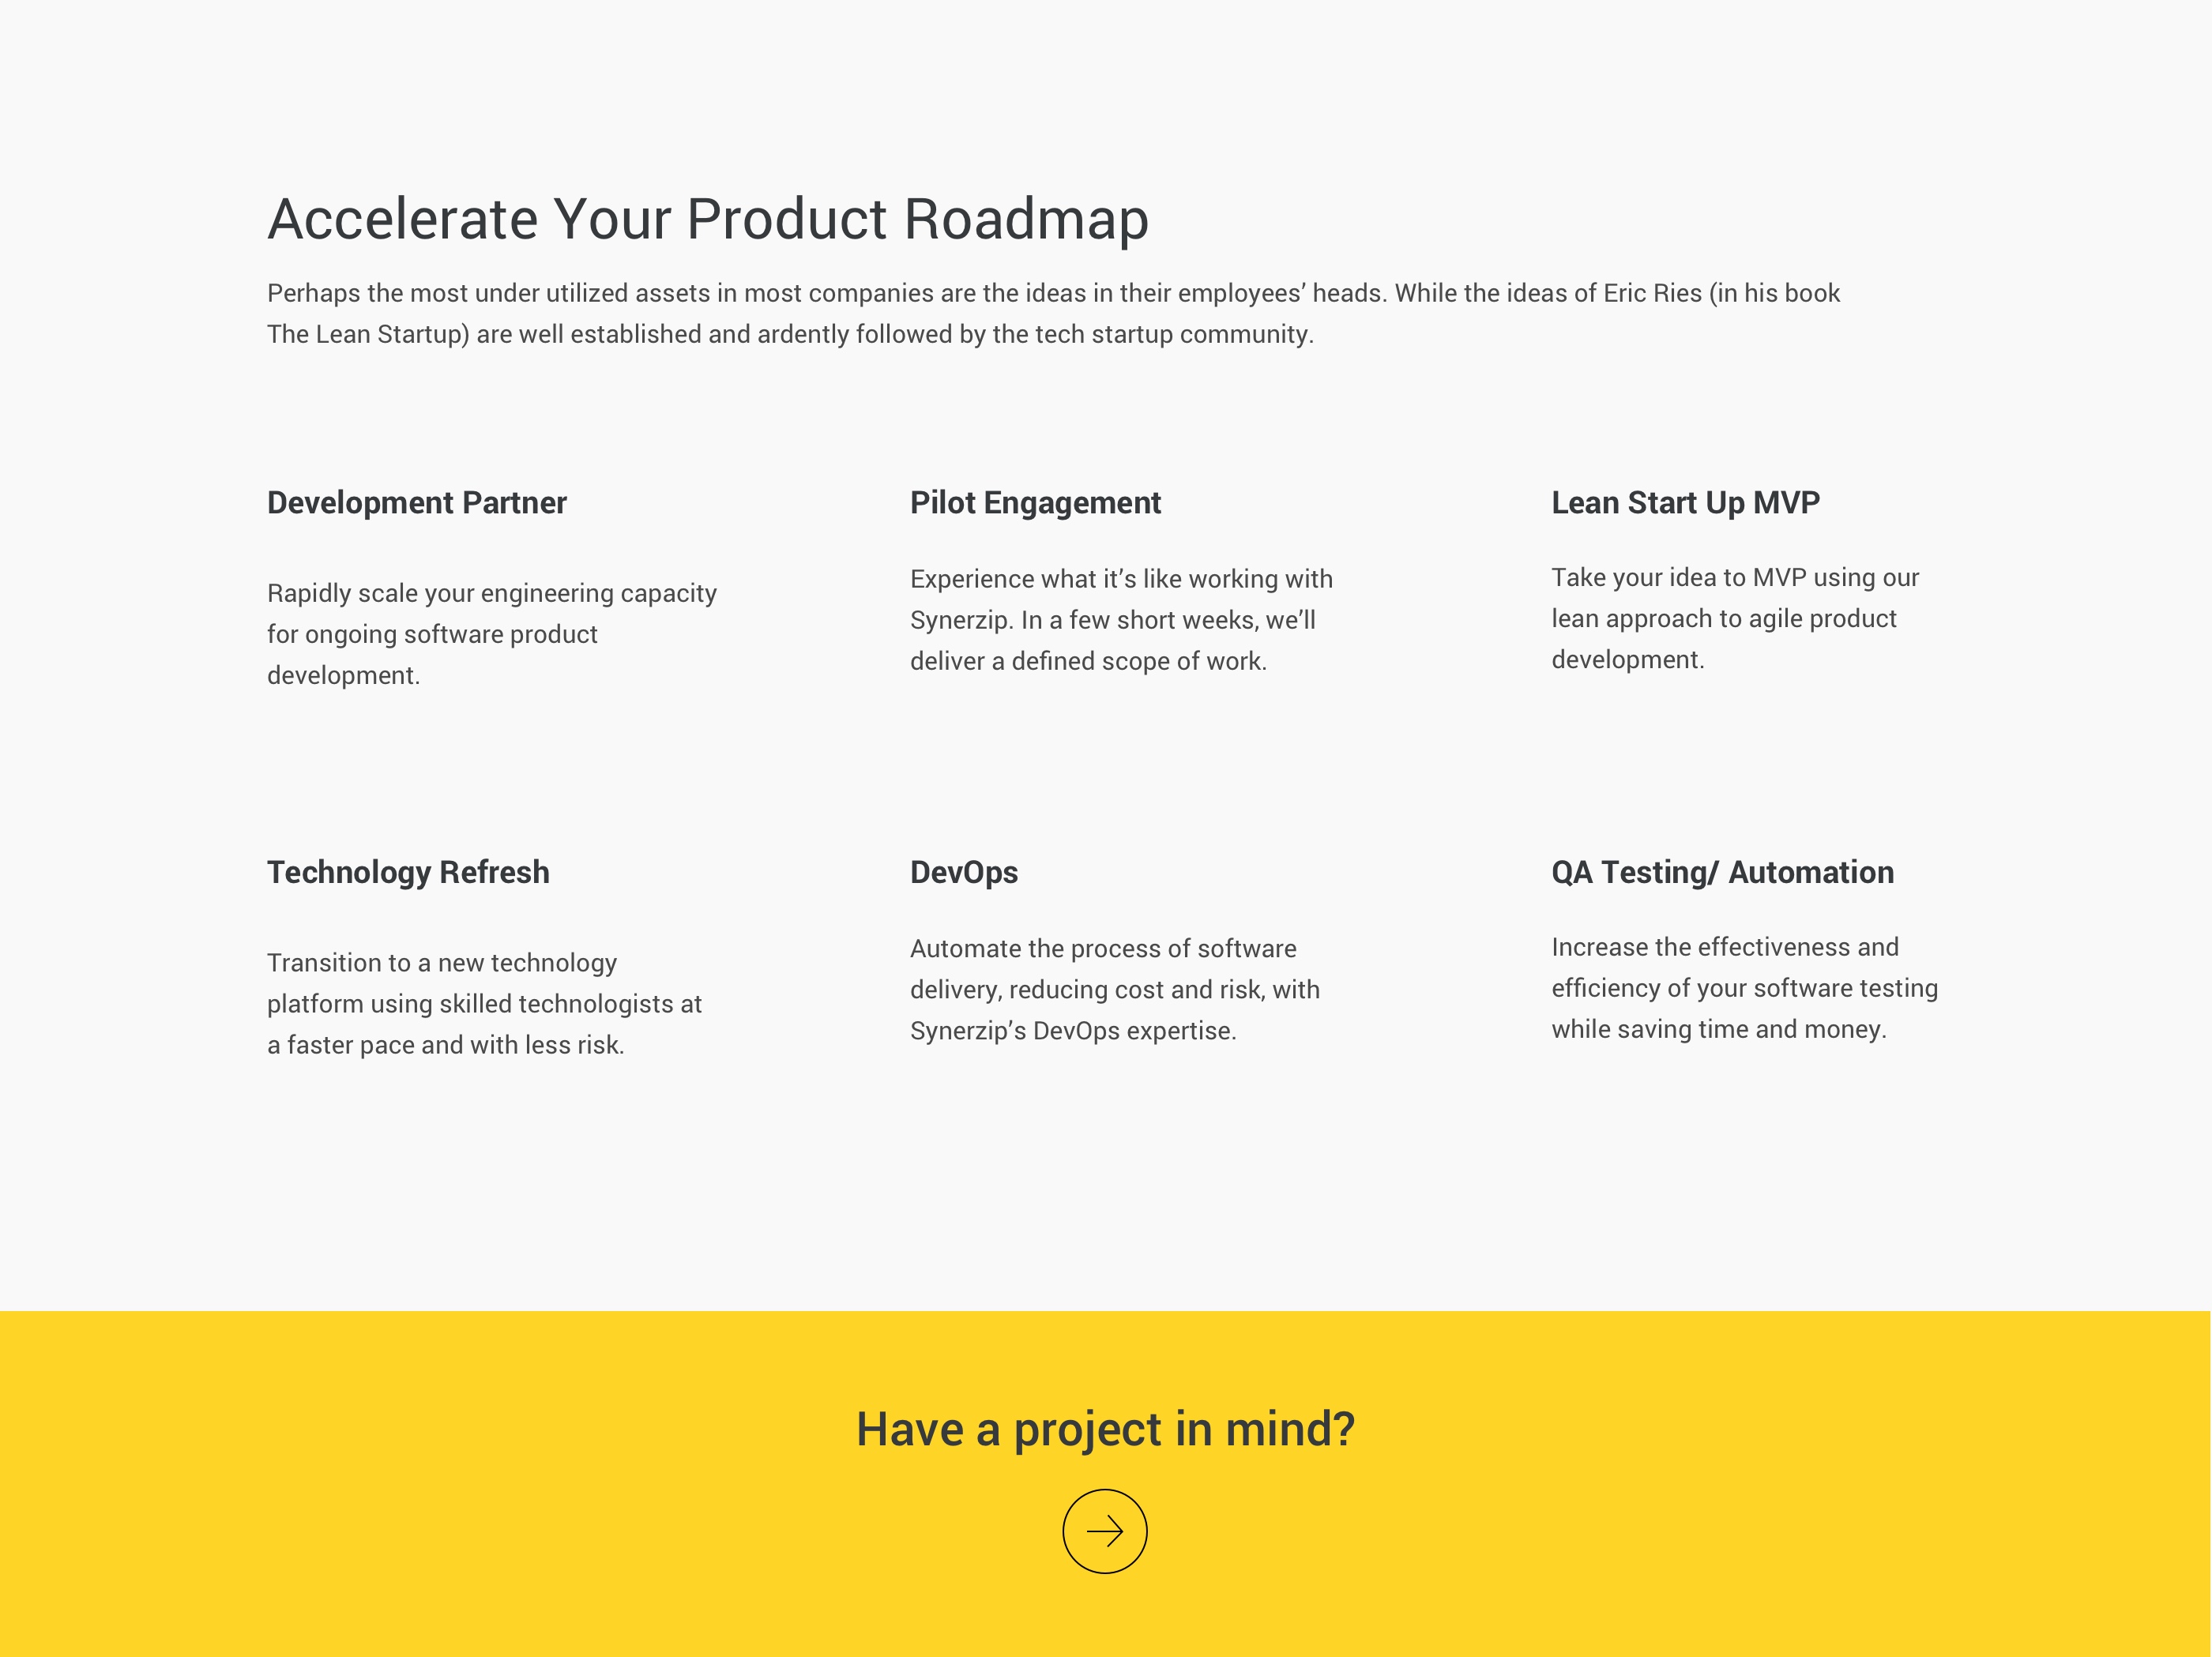 Accelerate Your Product Roadmap
Perhaps the most under utilized assets in most companies are the ideas in their employees’ heads. While the ideas of Eric Ries (in his book
The Lean Startup) are well established and ardently followed by the tech startup community.
Development Partner
Rapidly scale your engineering capacity
for ongoing software product
development.
Pilot Engagement
Experience what it’s like working with
Synerzip. In a few short weeks, we’ll
deliver a defined scope of work.
Lean Start Up MVP
Take your idea to MVP using our
lean approach to agile product
development.
Technology Refresh
Transition to a new technology
platform using skilled technologists at
a faster pace and with less risk.
DevOps
Automate the process of software
delivery, reducing cost and risk, with
Synerzip’s DevOps expertise.
QA Testing/ Automation
Increase the effectiveness and
efficiency of your software testing
while saving time and money.
Have a project in mind?